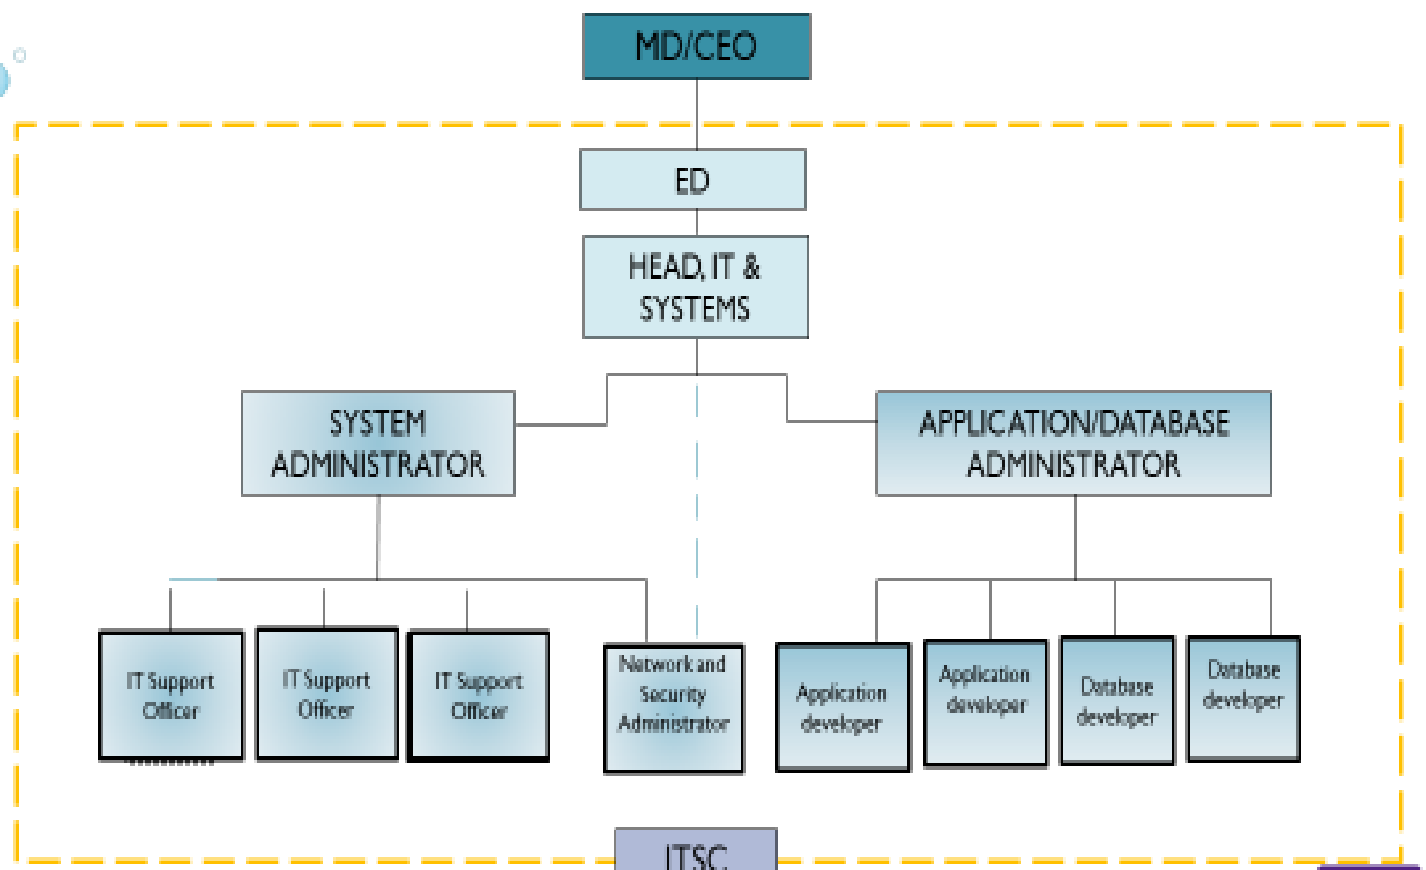 MD/CEO
ED
HEAD, IT &
SYSTEMS
SYSTEM
ADMINISTRATOR
APPLICATION/DATABASE
ADMINISTRATOR
IT Support
Officer
IT Support
Officer
IT Support
Officer
Network and
Security
Administrator
Application
developer
Application
developer
Database
developer
Database
developer
ITSC